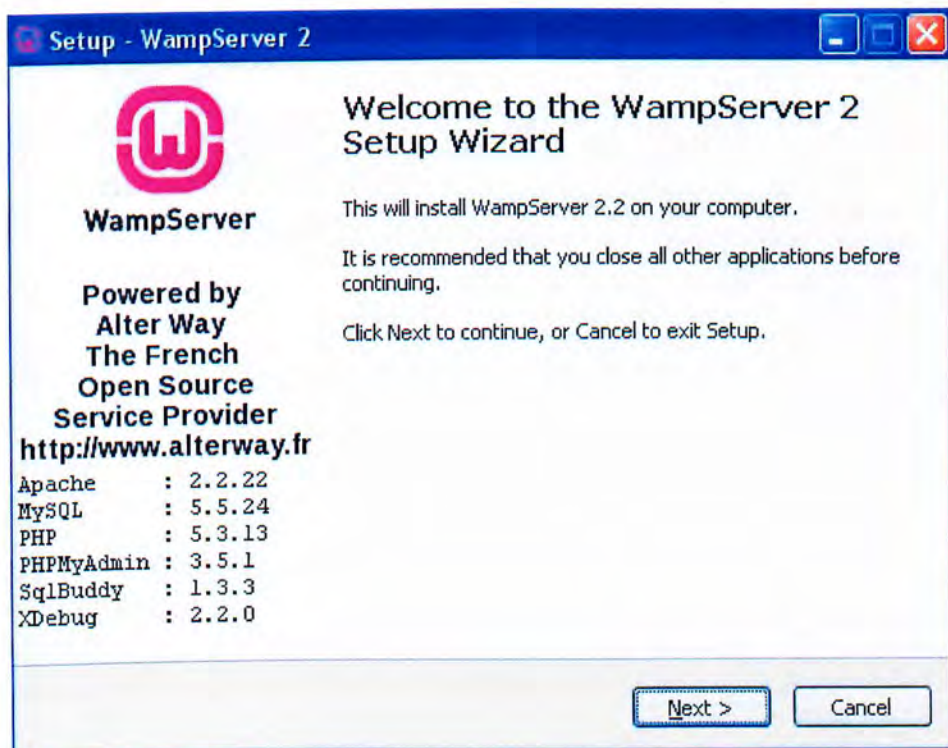 Setup - WampServer 2
WampServer
Powered by
Alter Way
The French
Open Source
Service Provider
http://www.alterway.fr
Apache : 2.2.22
MySQL : 5.5.24
PHP : 5.3.13
PHPMyAdmin : 3.5.1
SqlBuddy : 1.3.3
XDebug : 2.2.0
Welcome to the WampServer 2
Setup Wizard
This will install WampServer 2.2 on your computer.
It is recommended that you close all other applications before
continuing.
Click Next to continue, or Cancel to exit Setup.
Next >
Cancel